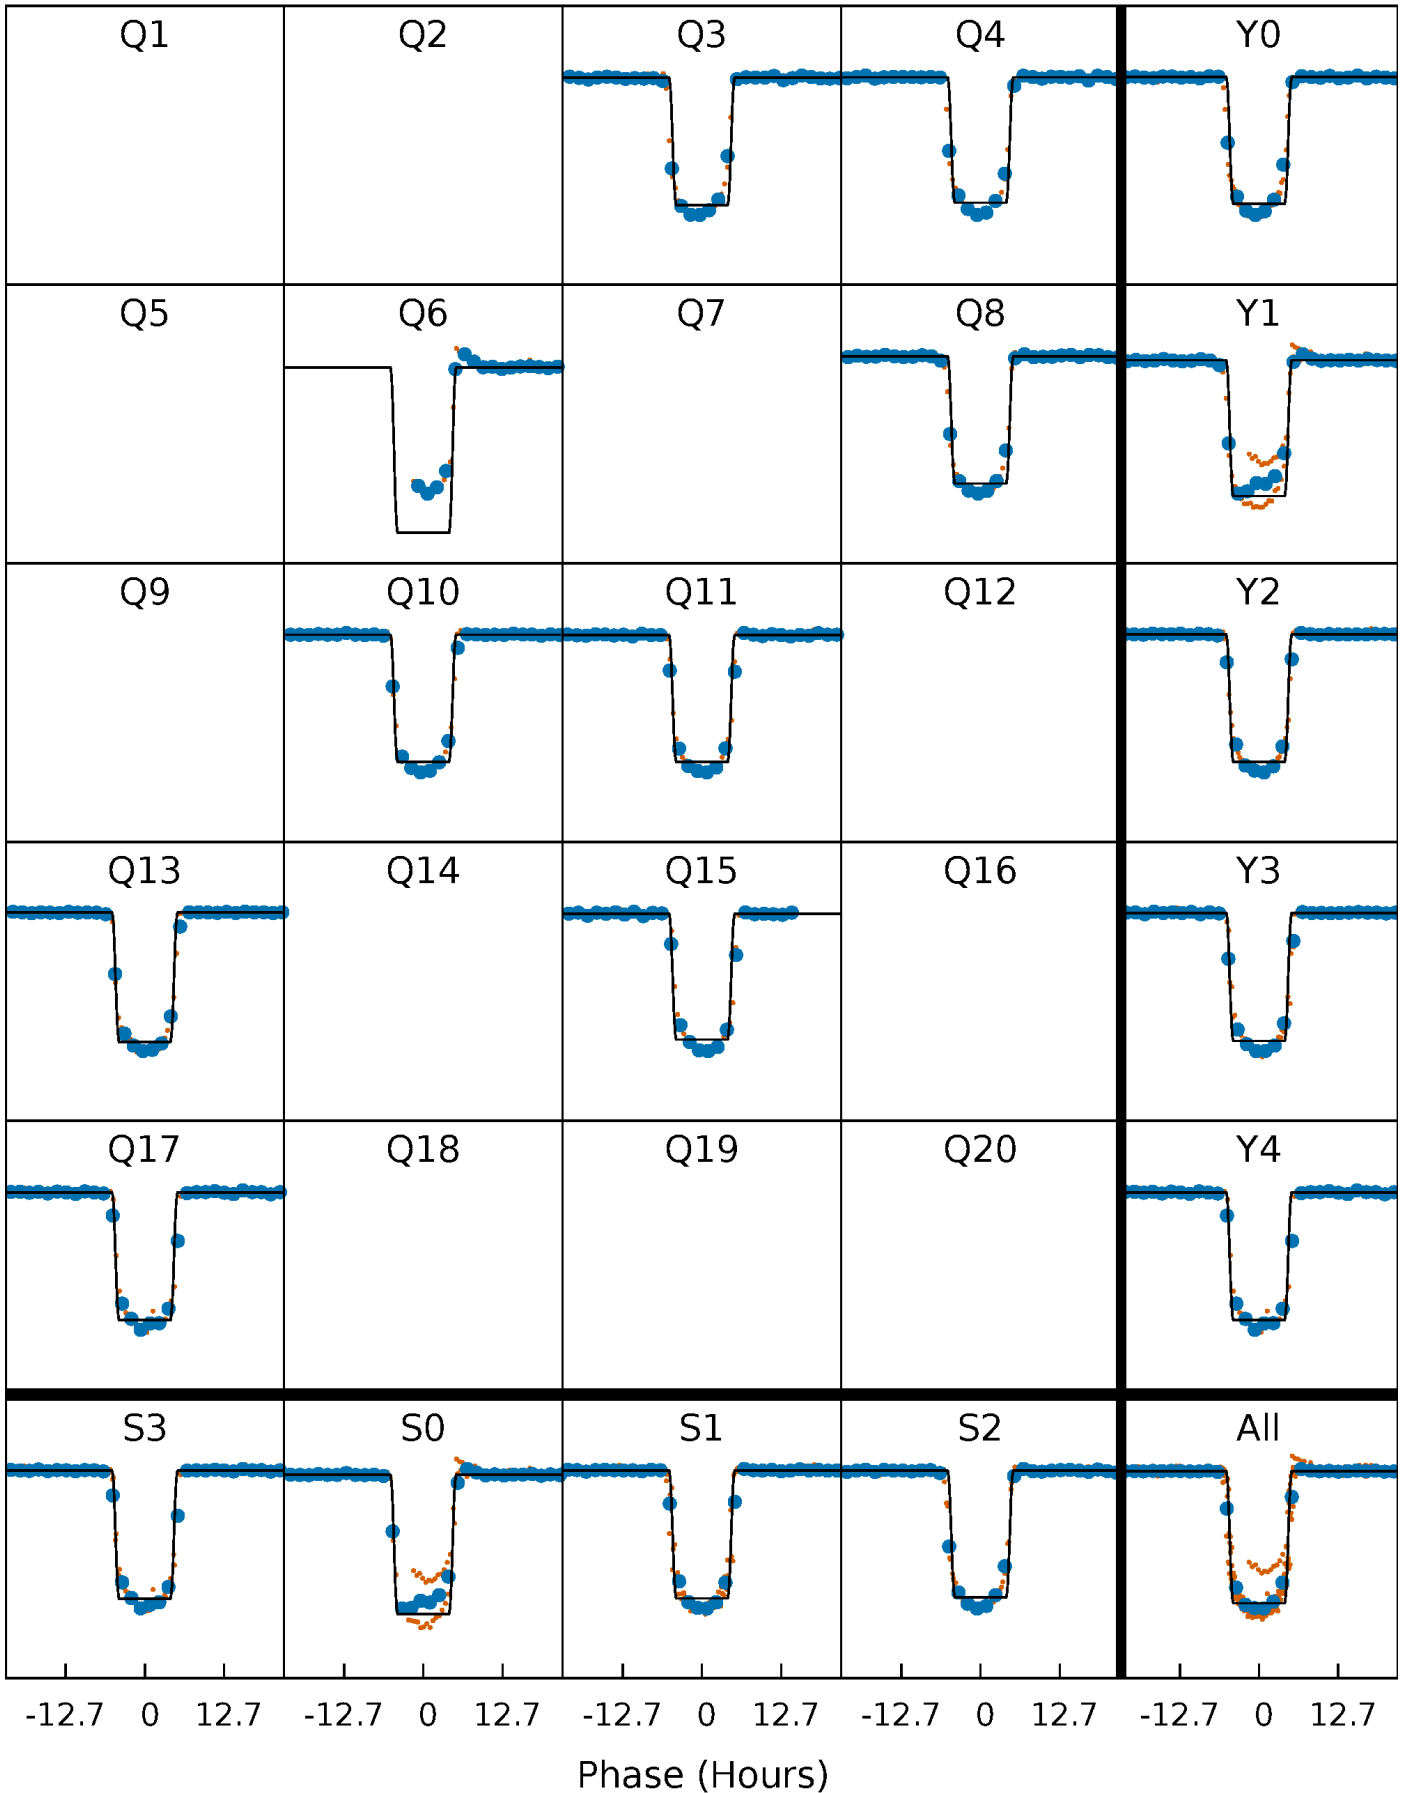 Q1 Q2 Q3 Q4 Y0
Q5 Q6 Q7 Q8 Y1
Q9 Q10 Q11 Q12 Y2
Q13 Q14 Q15 Q16 Y3
Q17 Q18 Q19 Q20 Y4
S3 S0 S1 S2 All
-12.7 0 12.7 -12.7 0 12.7 -12.7 0 12.7 -12.7 0 12.7 -12.7 0 12.7
Phase (Hours)